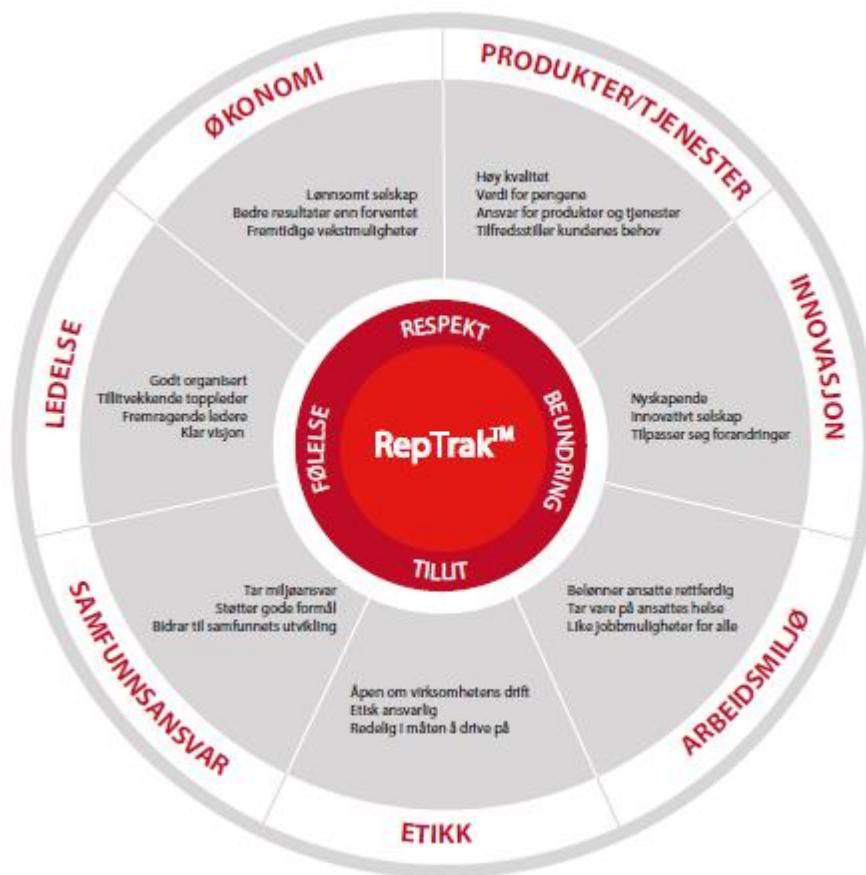 ØKONOMI
Lønnsomt selskap
Bedre resultater enn forventet
Fremtidige vekstmuligheter
PRODUKTER/TJENESTER
Høy kvalitet
Verdi for pengene
Ansvar for produkter og tjenester
Tilfredsstiller kundenes behov
INNOVASJON
Nyskapende
Innovativt selskap
Tilpasser seg forandringer
ARBEIDSMILJØ
Belønner ansatte rettferdig
Tar vare på ansattes helse
Like jobbmuligheter for alle
ETIKK
Åpen om virksomhetens drift
Etisk ansvarlig
Redelig i måten å drive på
SAMFUNNSANSVAR
Tar miljøansvar
Støtter gode formål
Bidrar til samfunnets utvikling
LEDELSE
Godt organisert
Tillitvekkende toppleder
Fremragende ledere
Klar visjon
RESPEKT
BEUNDRING
TILLIT
FØLELSE
RepTrak™